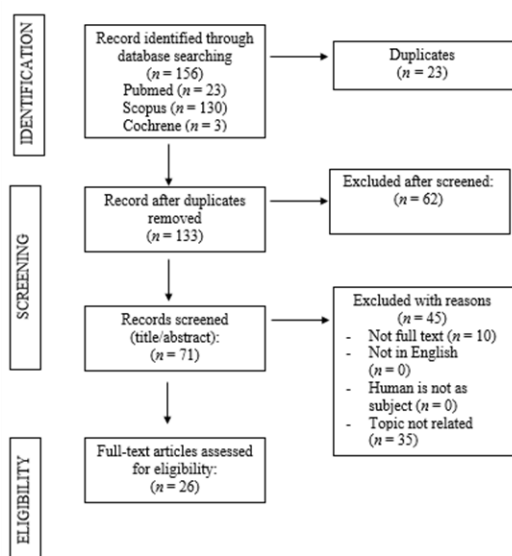 IDENTIFICATION
Record identified through
database searching
(n = 156)
Pubmed (n = 23)
Scopus (n = 130)
Cochrene (n = 3)
Duplicates
(n = 23)
SCREENING
Record after duplicates
removed
(n = 133)
Excluded after screened:
(n = 62)
Records screened
(title/abstract):
(n = 71)
Excluded with reasons
(n = 45)
- Not full text (n = 10)
- Not in English
(n = 0)
- Human is not as
subject (n = 0)
- Topic not related
(n = 35)
ELIGIBILITY
Full-text articles assessed
for eligibility:
(n = 26)